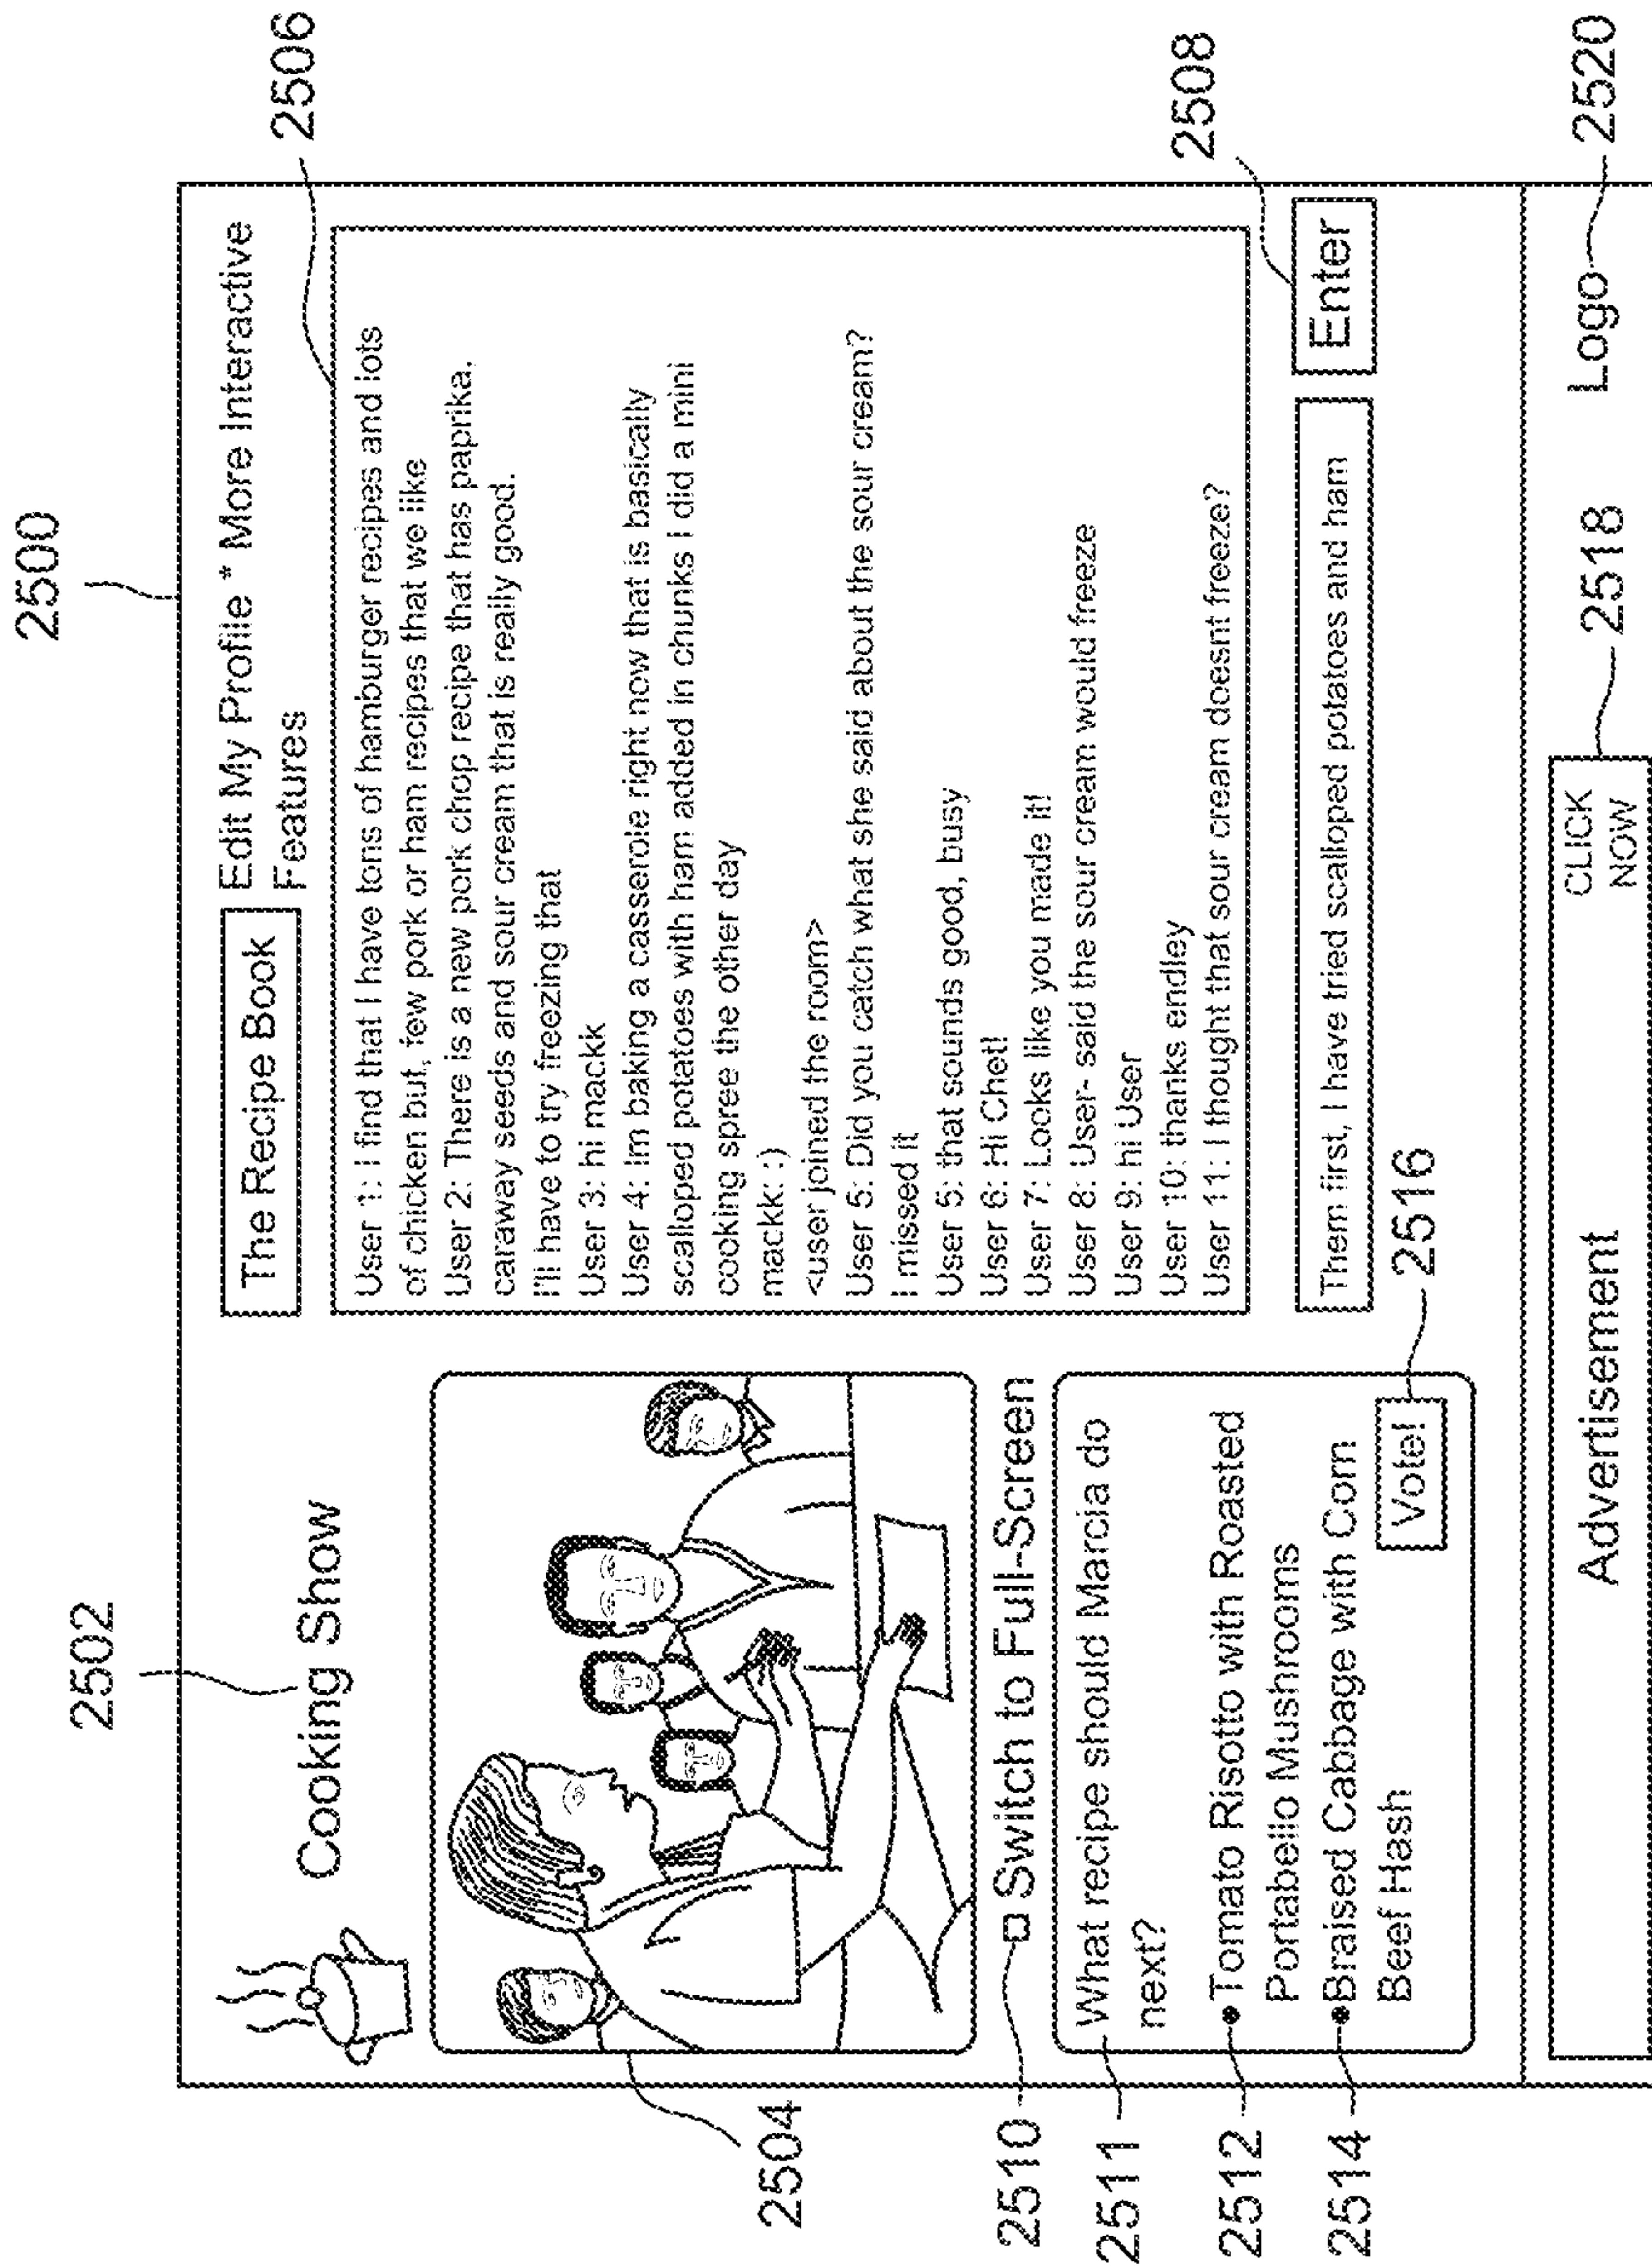 2500
2502
Cooking Show
2504
2510
Switch to Full-Screen
2511
What recipe should Marcia do
next?
2512
Tomato Risotto with Roasted
Portabello Mushrooms
2514
Braised Cabbage with Corn
Beef Hash
Vote!
2516
The Recipe Book
Edit My Profile * More Interactive
Features
2506
User 1: I find that I have tons of hamburger recipes and lots
of chicken but, few pork or ham recipes that we like
User 2: There is a new pork chop recipe that has paprika,
caraway seeds and sour cream that is really good.
I'll have to try freezing that
User 3: hi mackk
User 4: Im baking a casserole right now that is basically
scalloped potatoes with ham added in chunks I did a mini
cooking spree the other day
mackk: :)
<user joined the room>
User 5: Did you catch what she said about the sour cream?
I missed it
User 5: that sounds good, busy
User 6: Hi Chet!
User 7: Looks like you made it!
User 8: User- said the sour cream would freeze
User 9: hi User
User 10: thanks endley
User 11: I thought that sour cream doesnt freeze?
Them first, I have tried scalloped potatoes and ham
Enter
2508
Advertisement
CLICK
NOW
2518
Logo
2520